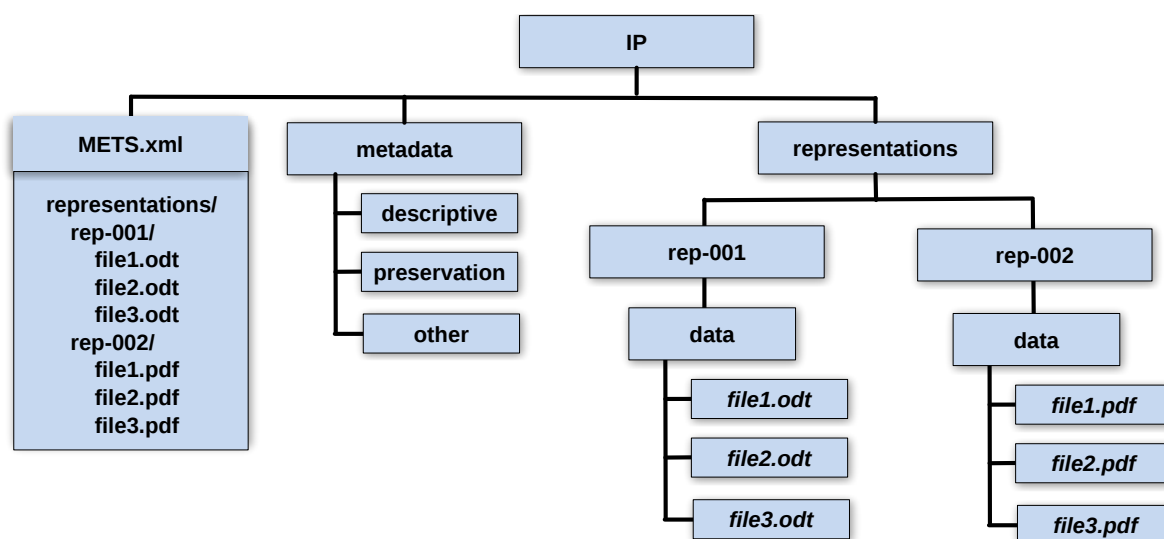 IP
METS.xml
representations/
rep-001/
file1.odt
file2.odt
file3.odt
rep-002/
file1.pdf
file2.pdf
file3.pdf
metadata
descriptive
preservation
other
representations
rep-001
data
file1.odt
file2.odt
file3.odt
rep-002
data
file1.pdf
file2.pdf
file3.pdf